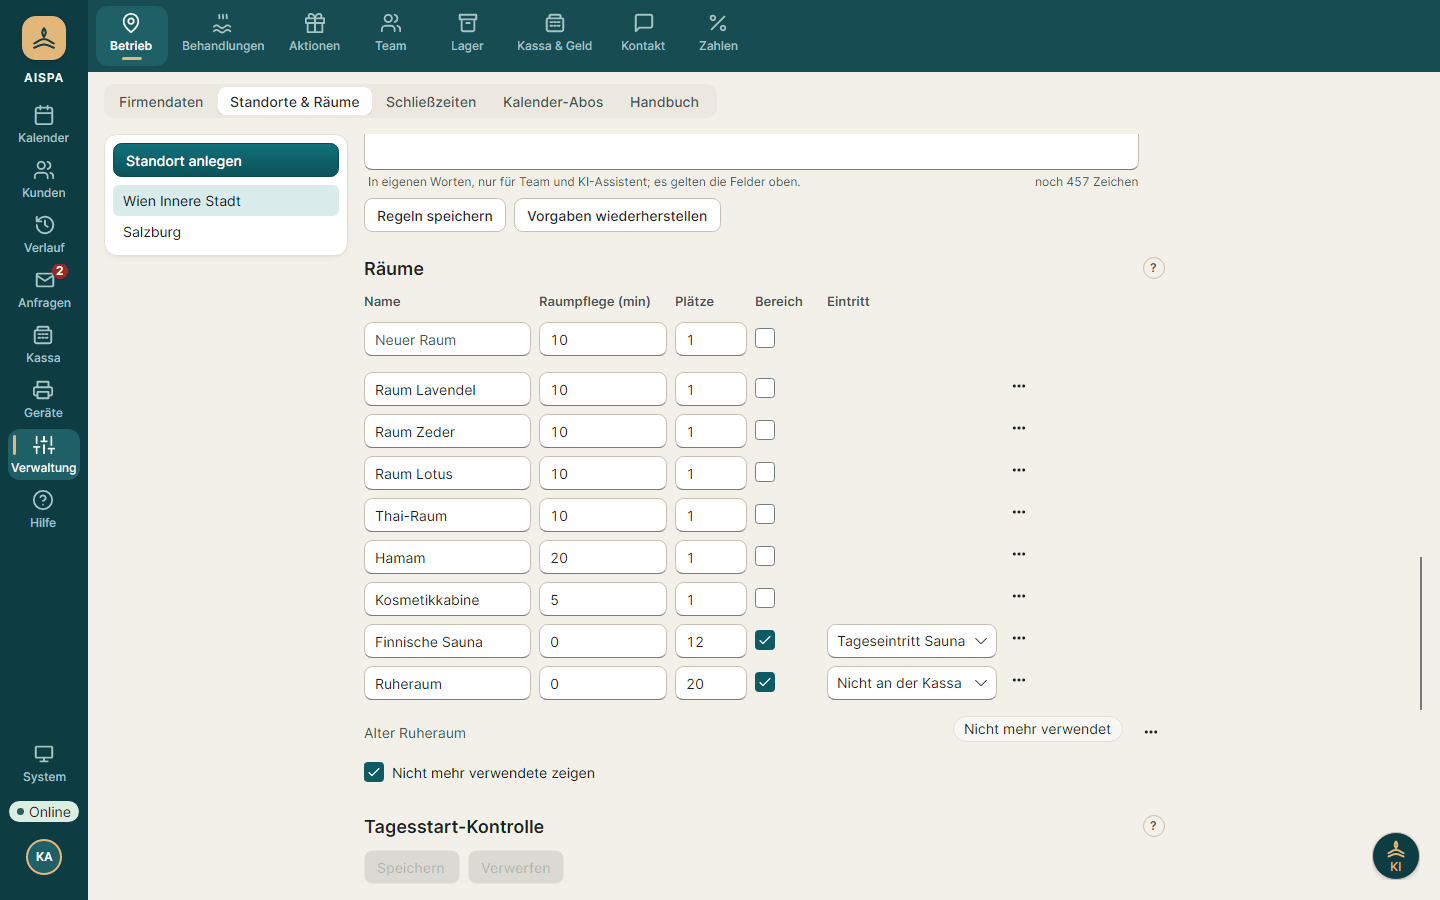 AISPA
Kalender
Kunden
Verlauf
2
Anfragen
Kassa
Geräte
Verwaltung
Hilfe
System
Online
KA
Betrieb
Behandlungen
Aktionen
Team
Lager
Kassa & Geld
Kontakt
Zahlen
Firmendaten
Standorte & Räume
Schließzeiten
Kalender-Abos
Handbuch
Standort anlegen
Wien Innere Stadt
Salzburg
In eigenen Worten, nur für Team und KI-Assistent; es gelten die Felder oben. noch 457 Zeichen
Regeln speichern Vorgaben wiederherstellen
Räume ?
Name Raumpflege (min) Plätze Bereich Eintritt
Neuer Raum 10 1
Raum Lavendel 10 1
Raum Zeder 10 1
Raum Lotus 10 1
Thai-Raum 10 1
Hamam 20 1
Kosmetikkabine 5 1
Finnische Sauna 0 12 Tageseintritt Sauna
Ruheraum 0 20 Nicht an der Kassa
Alter Ruheraum Nicht mehr verwendet
Nicht mehr verwendete zeigen
Tagesstart-Kontrolle ?
Speichern Verwerfen
KI